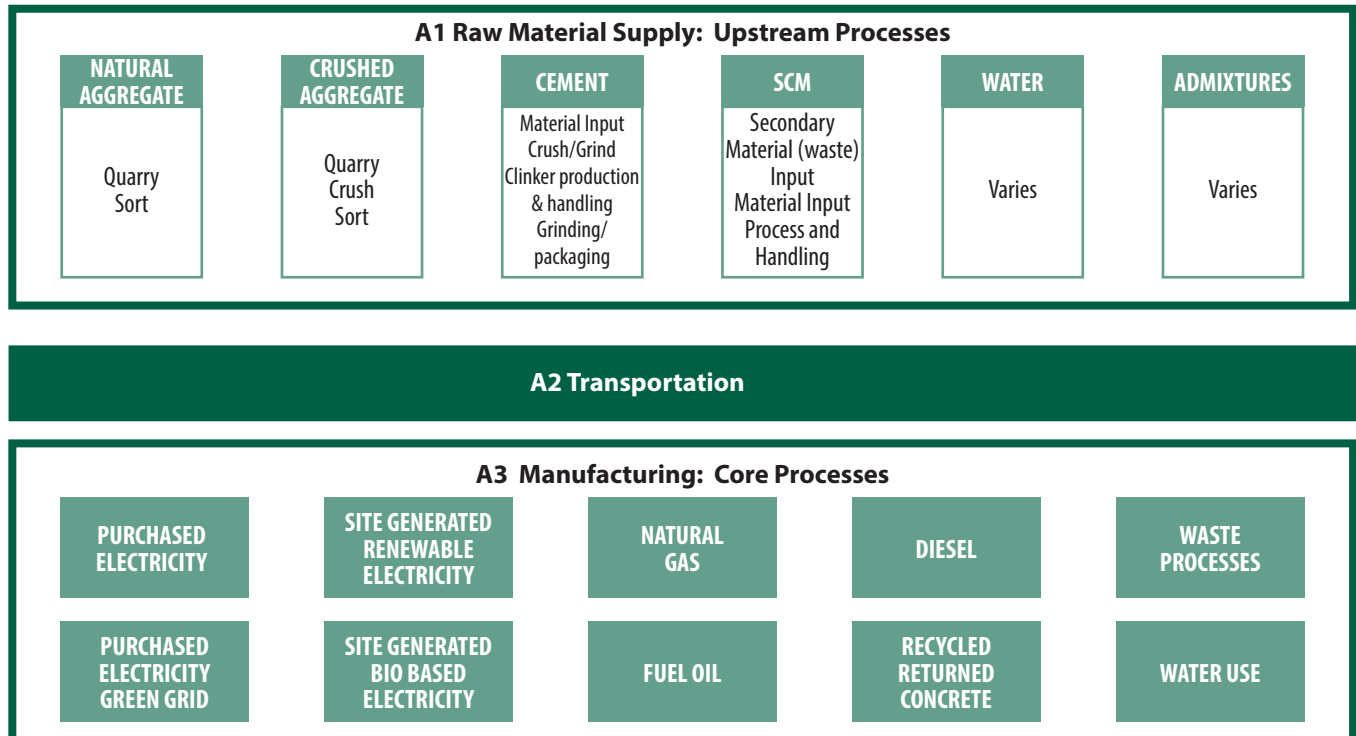 A1 Raw Material Supply: Upstream Processes
NATURAL
AGGREGATE
Quarry
Sort
CRUSHED
AGGREGATE
Quarry
Crush
Sort
CEMENT
Material Input
Crush/Grind
Clinker production
& handling
Grinding/
packaging
SCM
Secondary
Material (waste)
Input
Material Input
Process and
Handling
WATER
Varies
ADMIXTURES
Varies
A2 Transportation
A3 Manufacturing: Core Processes
PURCHASED
ELECTRICITY
SITE GENERATED
RENEWABLE
ELECTRICITY
NATURAL
GAS
DIESEL
WASTE
PROCESSES
PURCHASED
ELECTRICITY
GREEN GRID
SITE GENERATED
BIO BASED
ELECTRICITY
FUEL OIL
RECYCLED
RETURNED
CONCRETE
WATER USE